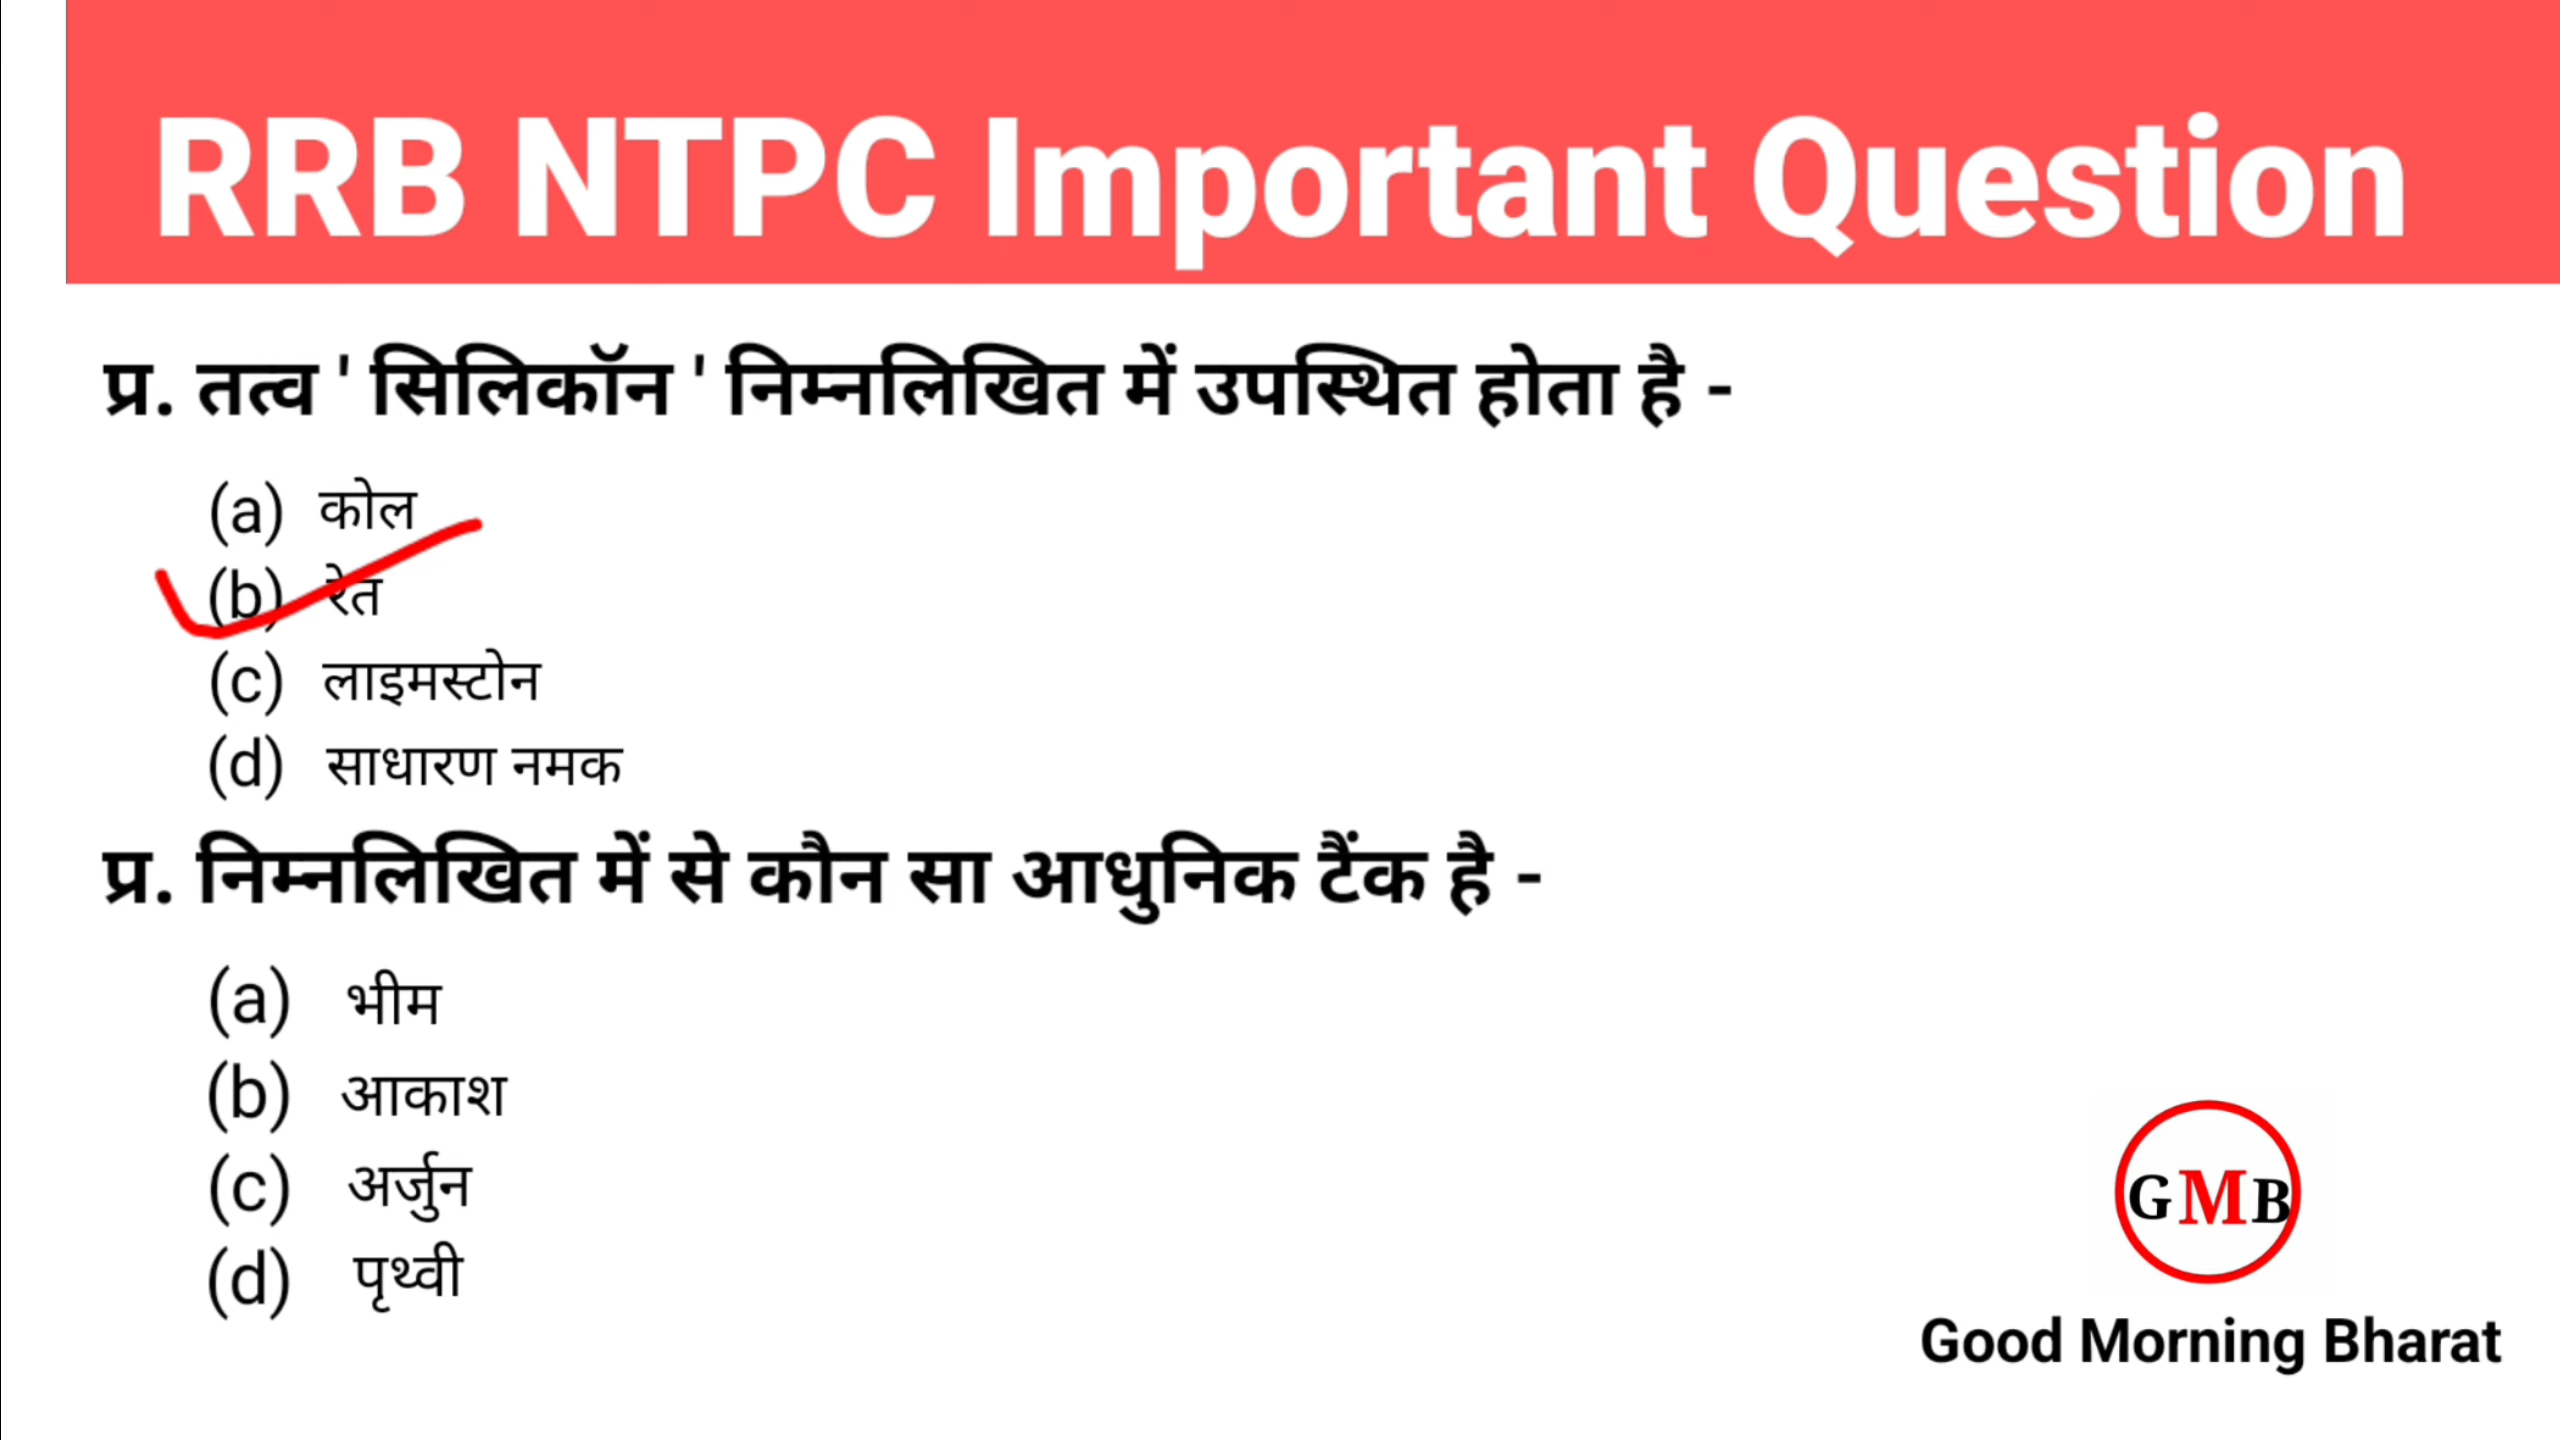 RRB NTPC Important Question
प्र. तत्व ' सिलिकॉन ' निम्नलिखित में उपस्थित होता है -
(a) कोल
(b) रेत
(c) लाइमस्टोन
(d) साधारण नमक
प्र. निम्नलिखित में से कौन सा आधुनिक टैंक है -
(a) भीम
(b) आकाश
(c) अर्जुन
(d) पृथ्वी
GMB
Good Morning Bharat